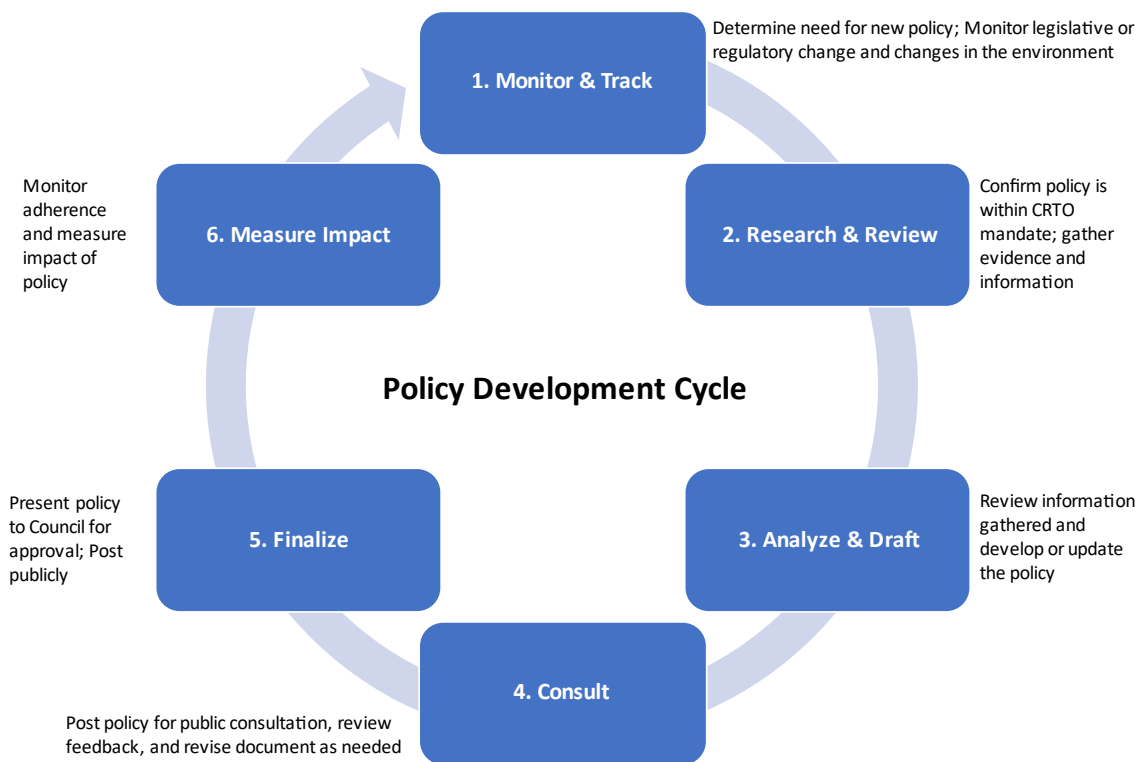 Determine need for new policy; Monitor legislative or
regulatory change and changes in the environment
1. Monitor & Track
Confirm policy is
within CRTO
mandate; gather
evidence and
information
2. Research & Review
Review information
gathered and
develop or update
the policy
3. Analyze & Draft
4. Consult
Post policy for public consultation, review
feedback, and revise document as needed
5. Finalize
Present policy
to Council for
approval; Post
publicly
6. Measure Impact
Monitor
adherence
and measure
impact of
policy
Policy Development Cycle